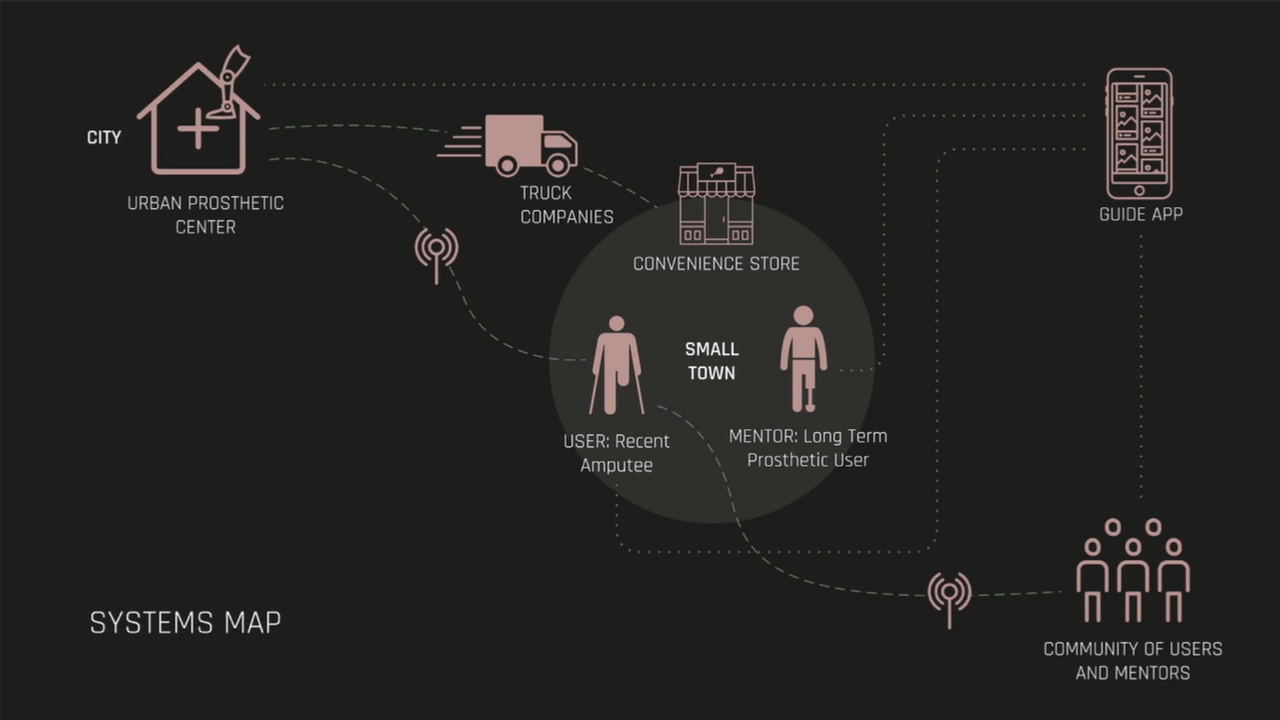 CITY
URBAN PROSTHETIC
CENTER
TRUCK
COMPANIES
CONVENIENCE STORE
GUIDE APP
SMALL
TOWN
USER: Recent
Amputee
MENTOR: Long Term
Prosthetic User
SYSTEMS MAP
COMMUNITY OF USERS
AND MENTORS